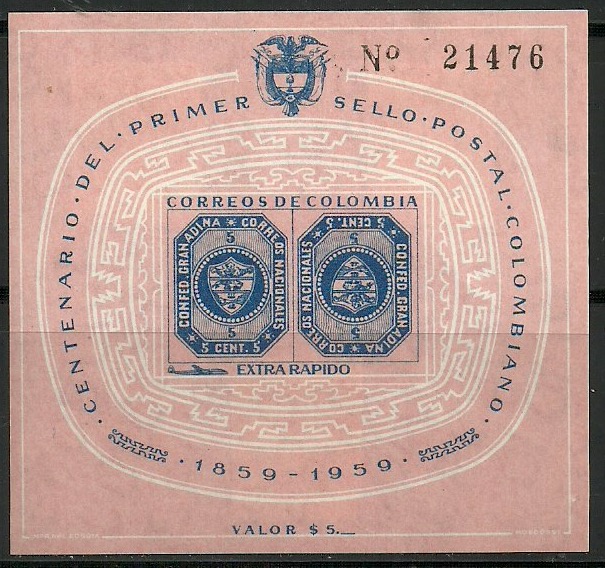 Nº 21476
CENTENARIO · DEL · PRIMER SELLO · POSTAL · COLOMBIANO
CORREOS DE COLOMBIA
CONFED. GRANADINA CORREOS NACIONALES
5
5
5 CENT. 5
CONFED. GRANADINA CORREOS NACIONALES
5
5
5 CENT. 5
EXTRA RAPIDO
· 1859 - 1959 ·
VALOR $ 5.—